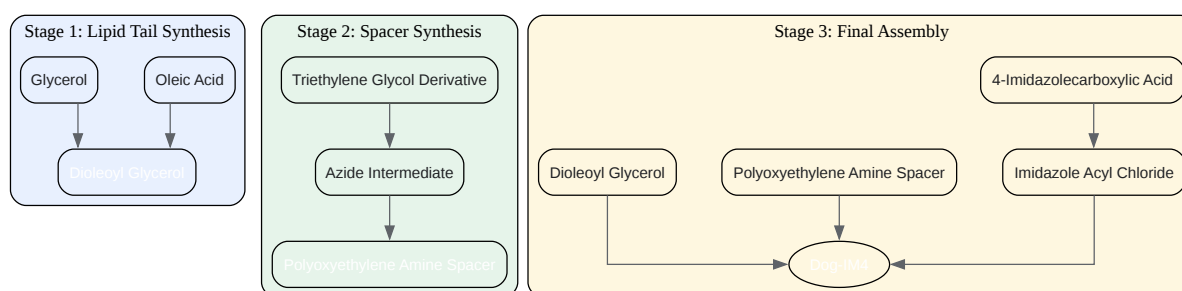 Stage 1: Lipid Tail Synthesis
Glycerol
Oleic Acid
Dioleoyl Glycerol
Stage 2: Spacer Synthesis
Triethylene Glycol Derivative
Azide Intermediate
Polyoxyethylene Amine Spacer
Stage 3: Final Assembly
4-Imidazolecarboxylic Acid
Dioleoyl Glycerol
Polyoxyethylene Amine Spacer
Imidazole Acyl Chloride
Dog-IM4